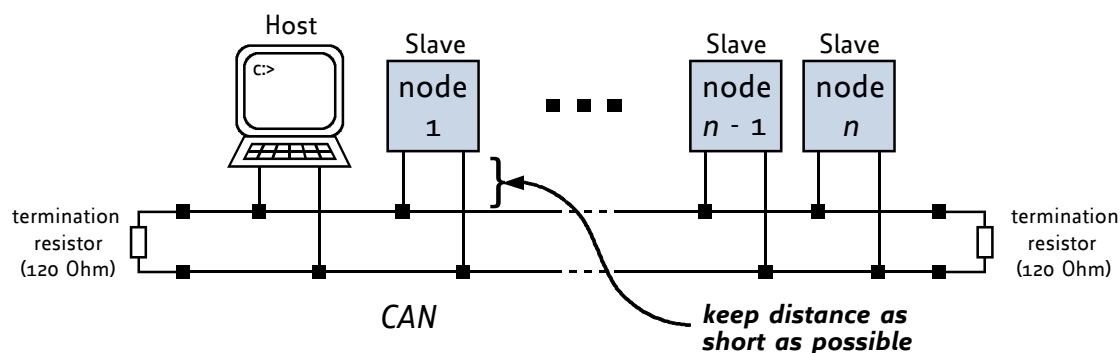 Host
C:>
Slave
node
1
Slave
node
n - 1
Slave
node
n
termination
resistor
(120 Ohm)
termination
resistor
(120 Ohm)
CAN
keep distance as
short as possible